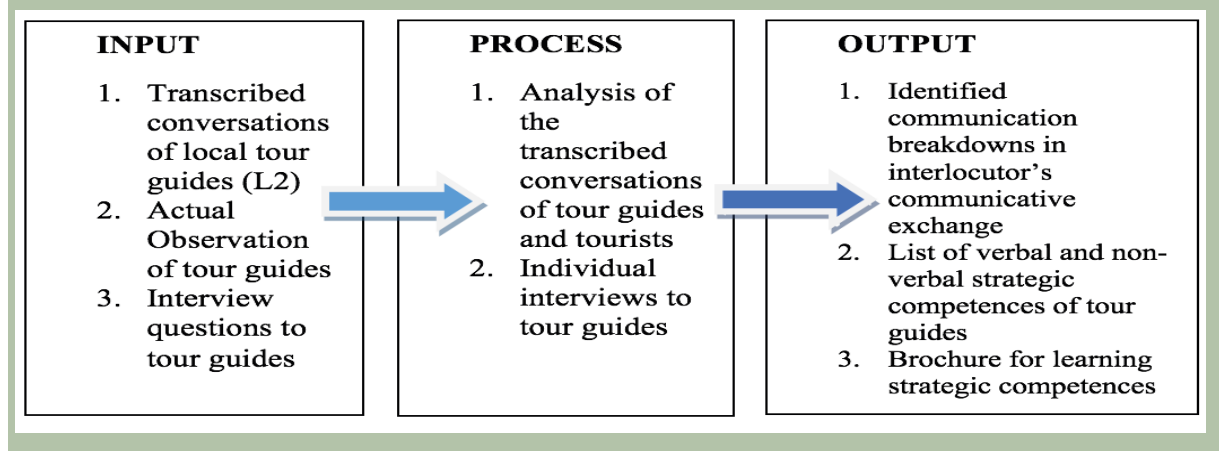 INPUT
1. Transcribed
conversations
of local tour
guides (L2)
2. Actual
Observation
of tour guides
3. Interview
questions to
tour guides
PROCESS
1. Analysis of
the
transcribed
conversations
of tour guides
and tourists
2. Individual
interviews to
tour guides
OUTPUT
1. Identified
communication
breakdowns in
interlocutor’s
communicative
exchange
2. List of verbal and non-
verbal strategic
competences of tour
guides
3. Brochure for learning
strategic competences